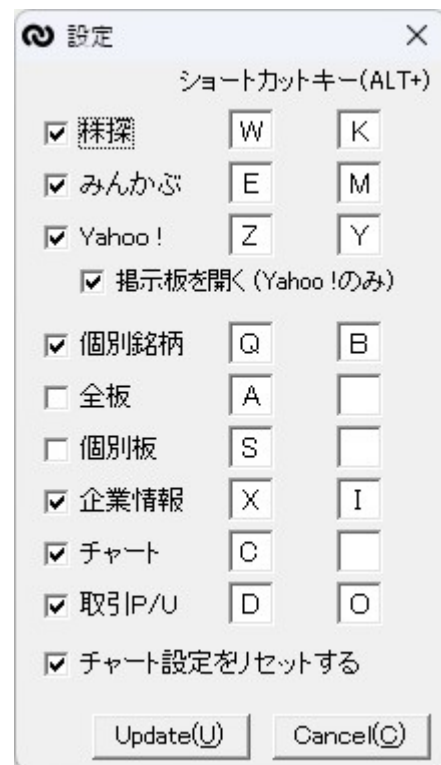 設定
ショートカットキー(ALT+)
株探 W K
みんかぶ E M
Yahoo! Z Y
掲示板を開く(Yahoo!のみ)
個別銘柄 Q B
全板 A
個別板 S
企業情報 X I
チャート C
取引P/U D O
チャート設定をリセットする
Update(U) Cancel(C)